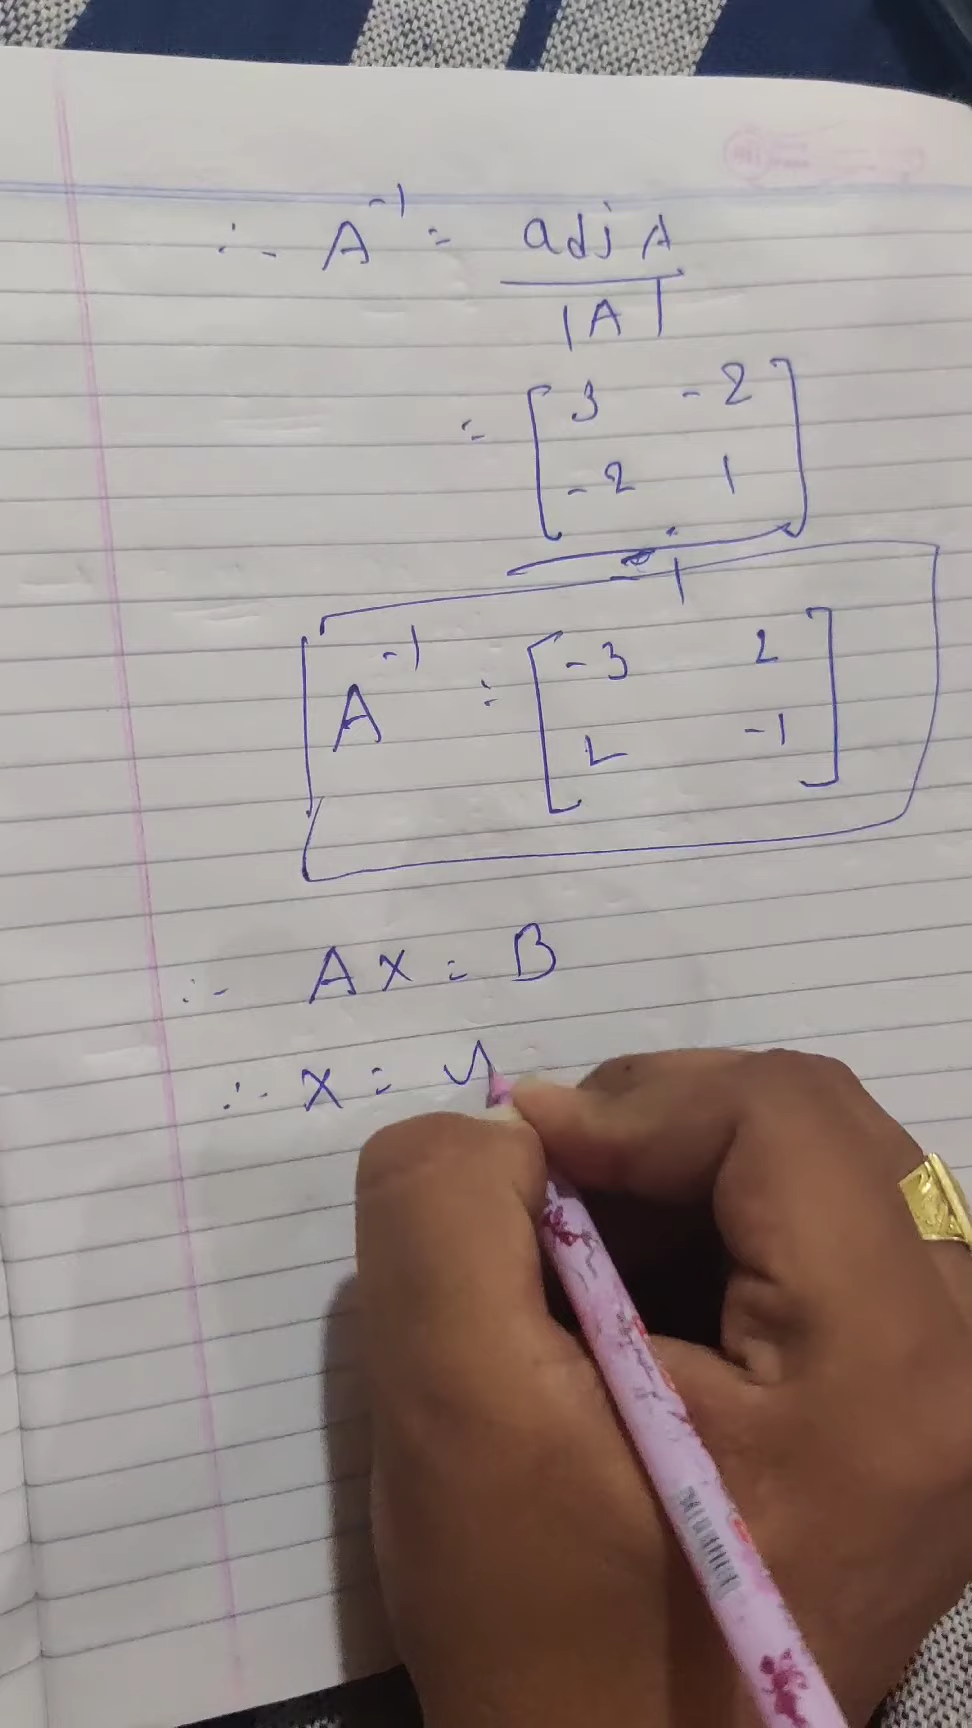 ∴ A⁻¹ = adj A
|A|
= [ 3 -2
-2 1 ]
-1
A⁻¹ = [ -3 2
2 -1 ]
∴ AX = B
∴ X =